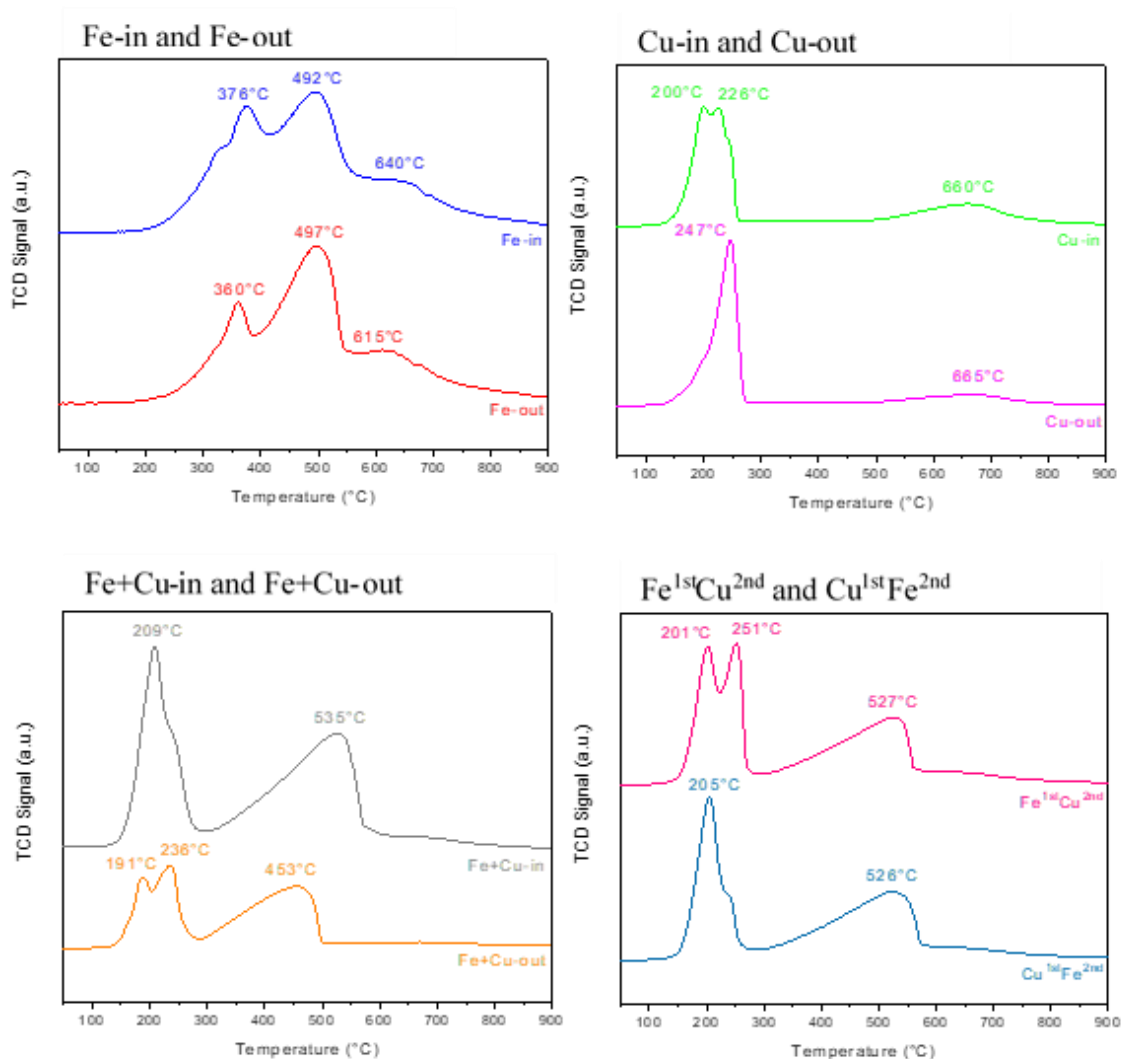 Fe-in and Fe-out
376°C
492°C
640°C
Fe-in
497°C
360°C
615°C
Fe-out
TCD Signal (a.u.)
100 200 300 400 500 600 700 800 900
Temperature (°C)
Cu-in and Cu-out
200°C 226°C
660°C
Cu-in
247°C
665°C
Cu-out
TCD Signal (a.u.)
100 200 300 400 500 600 700 800 900
Temperature (°C)
Fe+Cu-in and Fe+Cu-out
209°C
535°C
Fe+Cu-in
191°C
236°C
453°C
Fe+Cu-out
TCD Signal (a.u.)
100 200 300 400 500 600 700 800 900
Temperature (°C)
Fe¹ˢᵗCu²ⁿᵈ and Cu¹ˢᵗFe²ⁿᵈ
201°C 251°C
527°C
Fe¹ˢᵗCu²ⁿᵈ
205°C
526°C
Cu¹ˢᵗFe²ⁿᵈ
TCD Signal (a.u.)
100 200 300 400 500 600 700 800 900
Temperature (°C)